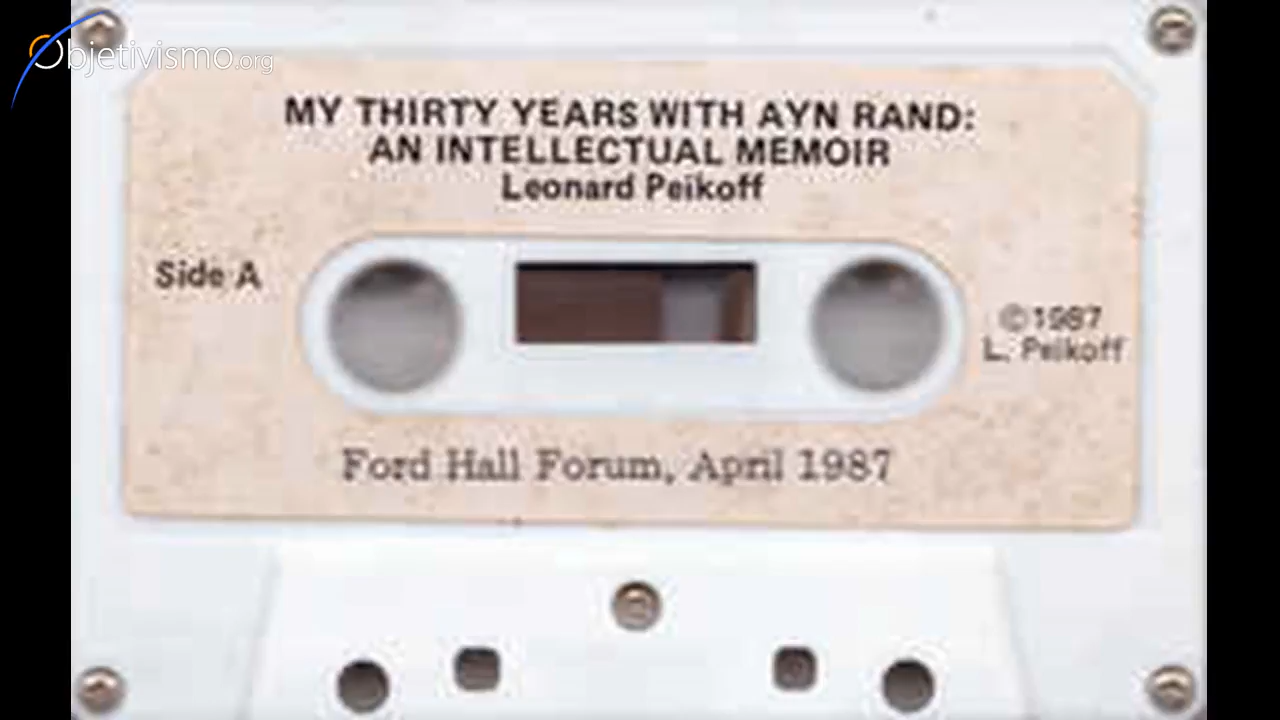 Objetivismo.org
MY THIRTY YEARS WITH AYN RAND:
AN INTELLECTUAL MEMOIR
Leonard Peikoff
Side A
©1987
L. Peikoff
Ford Hall Forum, April 1987